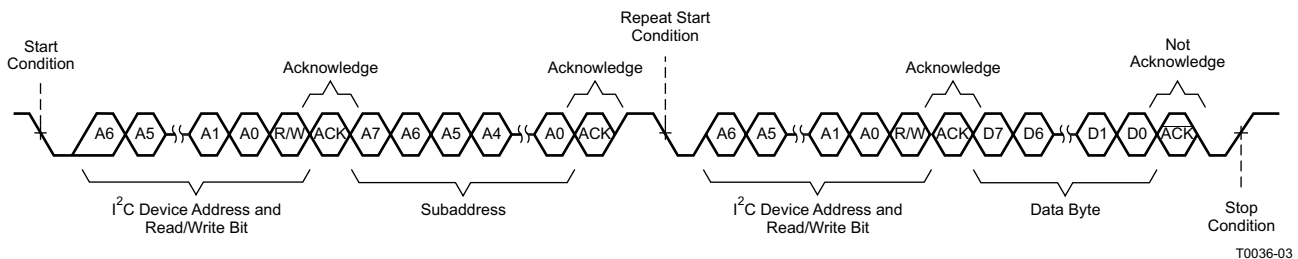 Repeat Start
Condition
Start
Condition
Not
Acknowledge
Acknowledge
Acknowledge
Acknowledge
A6 A5 A1 A0 R/W ACK A7 A6 A5 A4 A0 ACK A6 A5 A1 A0 R/W ACK D7 D6 D1 D0 ACK
I²C Device Address and
Read/Write Bit
Subaddress
I²C Device Address and
Read/Write Bit
Data Byte
Stop
Condition
T0036-03